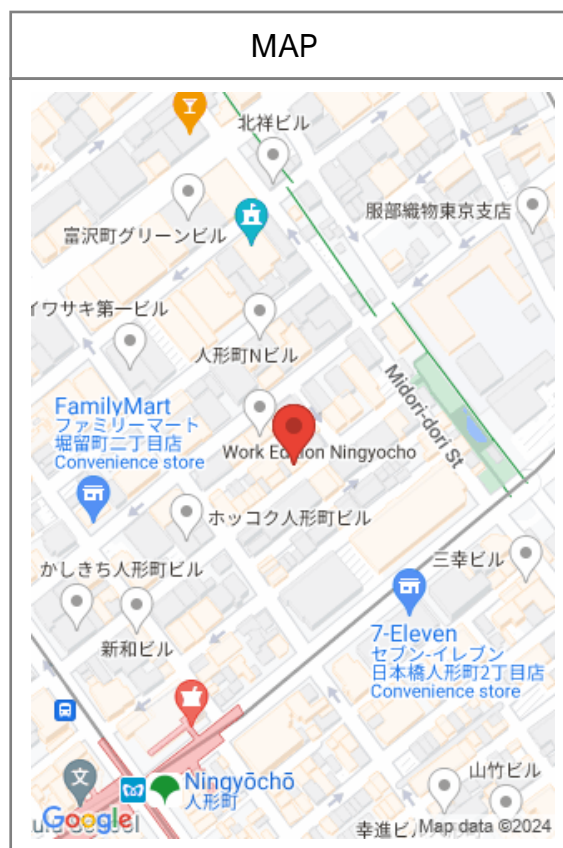 MAP
北祥ビル
服部織物東京支店
富沢町グリーンビル
イワサキ第一ビル
人形町Nビル
Midori-dori St
FamilyMart
ファミリーマート
堀留町二丁目店
Convenience store
Work Edition Ningyocho
ホッコク人形町ビル
かしきち人形町ビル
三幸ビル
新和ビル
7-Eleven
セブン-イレブン
日本橋人形町2丁目店
Convenience store
文
Ningyōchō
人形町
山竹ビル
Google
幸進ビル
Map data ©2024